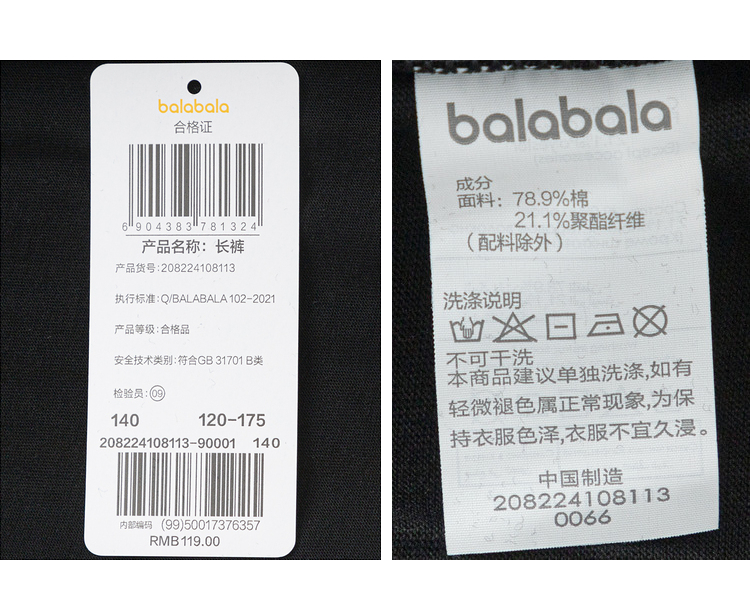 balabala
合格证
6 904383 781324
产品名称：长裤
产品货号：208224108113
执行标准：Q/BALABALA 102-2021
产品等级：合格品
安全技术类别：符合GB 31701 B类
检验员：09
140 120-175
208224108113-90001 140
内部编码 (99)50017376357
RMB119.00
balabala
成分
面料：78.9%棉
21.1%聚酯纤维
（配料除外）
洗涤说明
不可干洗
本商品建议单独洗涤,如有
轻微褪色属正常现象,为保
持衣服色泽,衣服不宜久浸。
中国制造
208224108113
0066